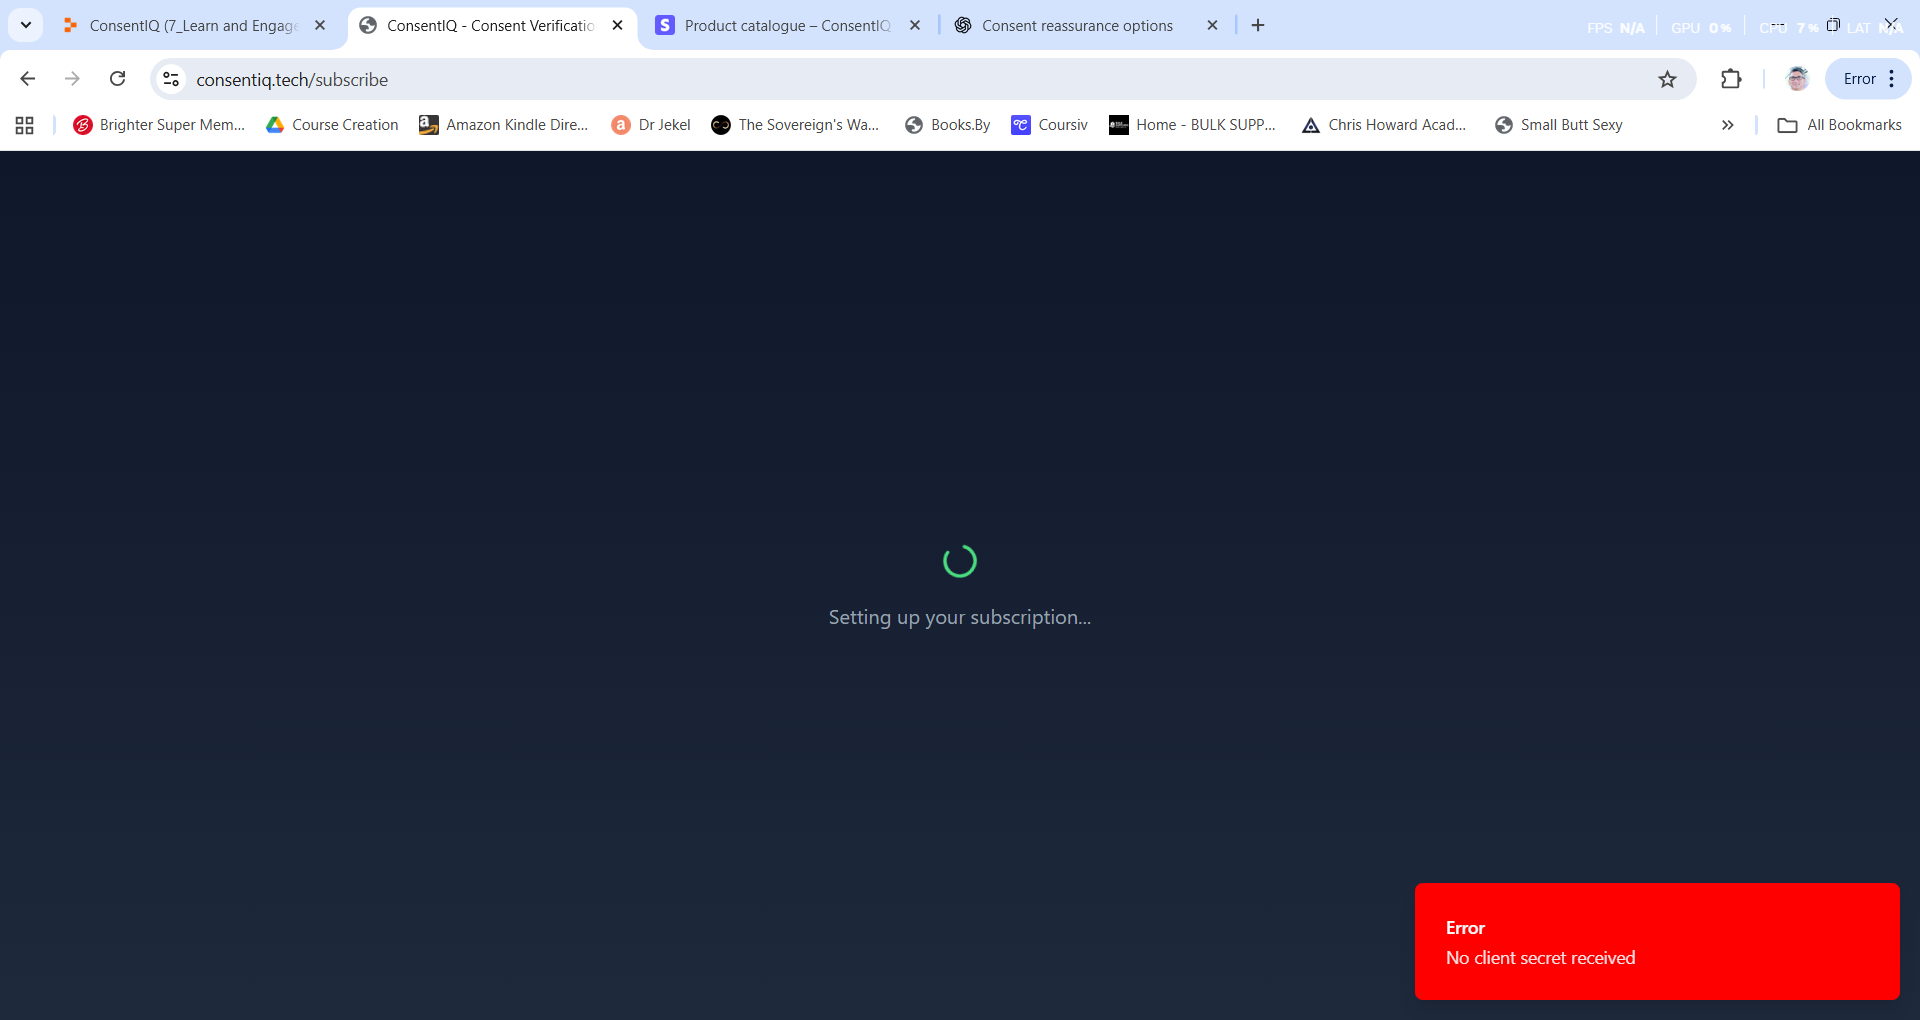 ConsentIQ (7_Learn and Engage
ConsentIQ - Consent Verificatio
S Product catalogue – ConsentIQ
Consent reassurance options
FPS N/A GPU 0% CPU 7% LAT N/A
consentiq.tech/subscribe
Error
Brighter Super Mem...
Course Creation
Amazon Kindle Dire...
Dr Jekel
The Sovereign's Wa...
Books.By
Coursiv
Home - BULK SUPP...
Chris Howard Acad...
Small Butt Sexy
All Bookmarks
Setting up your subscription...
Error
No client secret received